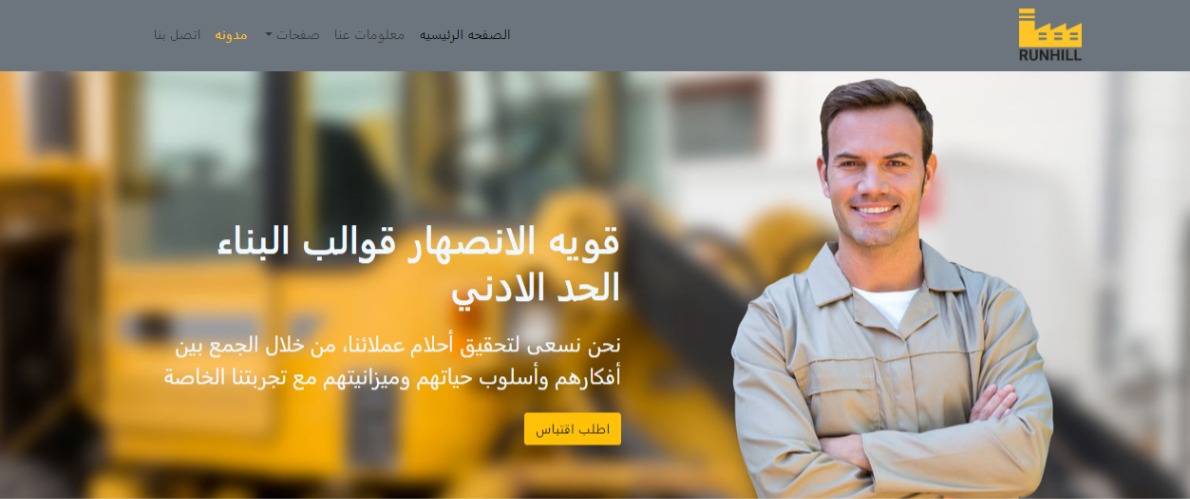 RUNHILL
الصفحه الرئيسيه
معلومات عنا
صفحات
مدونه
اتصل بنا
قويه الانصهار قوالب البناء
الحد الادني
نحن نسعى لتحقيق أحلام عملائنا، من خلال الجمع بين
أفكارهم وأسلوب حياتهم وميزانيتهم مع تجربتنا الخاصة
اطلب اقتباس